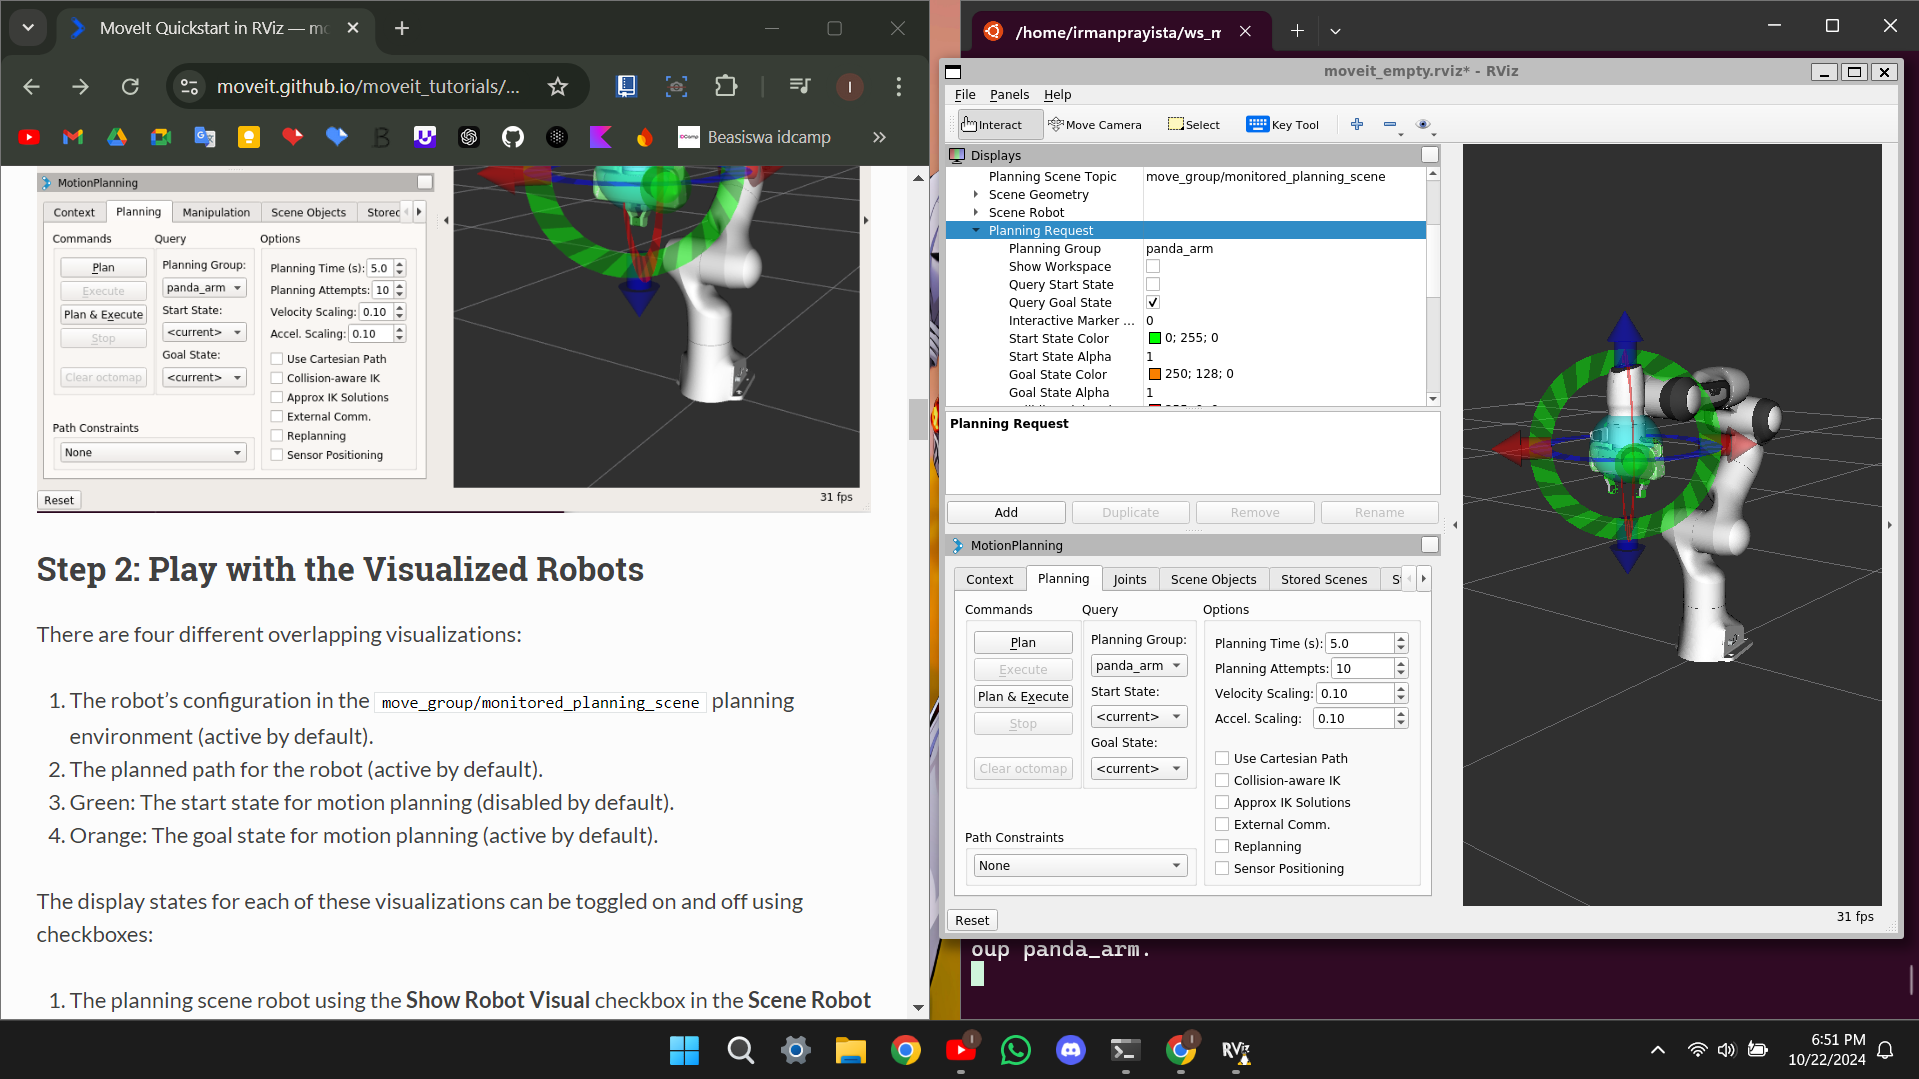 MoveIt Quickstart in RViz — mo
moveit.github.io/moveit_tutorials/...
Beasiswa idcamp
MotionPlanning
Context
Planning
Manipulation
Scene Objects
Stored
Commands
Query
Options
Plan
Execute
Plan & Execute
Stop
Clear octomap
Planning Group:
panda_arm
Start State:
<current>
Goal State:
<current>
Planning Time (s): 5.0
Planning Attempts: 10
Velocity Scaling: 0.10
Accel. Scaling: 0.10
Use Cartesian Path
Collision-aware IK
Approx IK Solutions
External Comm.
Replanning
Sensor Positioning
Path Constraints
None
Reset
31 fps
Step 2: Play with the Visualized Robots
There are four different overlapping visualizations:
1. The robot’s configuration in the move_group/monitored_planning_scene planning
environment (active by default).
2. The planned path for the robot (active by default).
3. Green: The start state for motion planning (disabled by default).
4. Orange: The goal state for motion planning (active by default).
The display states for each of these visualizations can be toggled on and off using
checkboxes:
1. The planning scene robot using the Show Robot Visual checkbox in the Scene Robot
/home/irmanprayista/ws_m
moveit_empty.rviz* - RViz
File Panels Help
Interact
Move Camera
Select
Key Tool
Displays
Planning Scene Topic move_group/monitored_planning_scene
Scene Geometry
Scene Robot
Planning Request
Planning Group panda_arm
Show Workspace
Query Start State
Query Goal State
Interactive Marker ... 0
Start State Color 0; 255; 0
Start State Alpha 1
Goal State Color 250; 128; 0
Goal State Alpha 1
Planning Request
Add
Duplicate
Remove
Rename
MotionPlanning
Context
Planning
Joints
Scene Objects
Stored Scenes
Commands
Query
Options
Plan
Execute
Plan & Execute
Stop
Clear octomap
Planning Group:
panda_arm
Start State:
<current>
Goal State:
<current>
Planning Time (s): 5.0
Planning Attempts: 10
Velocity Scaling: 0.10
Accel. Scaling: 0.10
Use Cartesian Path
Collision-aware IK
Approx IK Solutions
External Comm.
Replanning
Sensor Positioning
Path Constraints
None
Reset
31 fps
oup panda_arm.
RViz
6:51 PM
10/22/2024